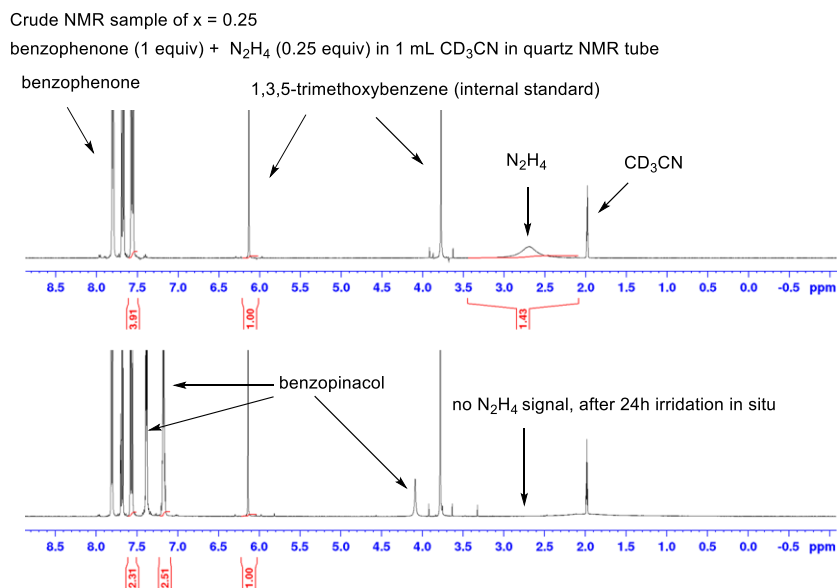 Crude NMR sample of x = 0.25
benzophenone (1 equiv) + N₂H₄ (0.25 equiv) in 1 mL CD₃CN in quartz NMR tube
benzophenone
1,3,5-trimethoxybenzene (internal standard)
N₂H₄
CD₃CN
8.5 8.0 7.5 7.0 6.5 6.0 5.5 5.0 4.5 4.0 3.5 3.0 2.5 2.0 1.5 1.0 0.5 0.0 -0.5 ppm
3.91 1.00 1.43
benzopinacol
no N₂H₄ signal, after 24h irridation in situ
8.5 8.0 7.5 7.0 6.5 6.0 5.5 5.0 4.5 4.0 3.5 3.0 2.5 2.0 1.5 1.0 0.5 0.0 -0.5 ppm
2.31 2.51 1.00